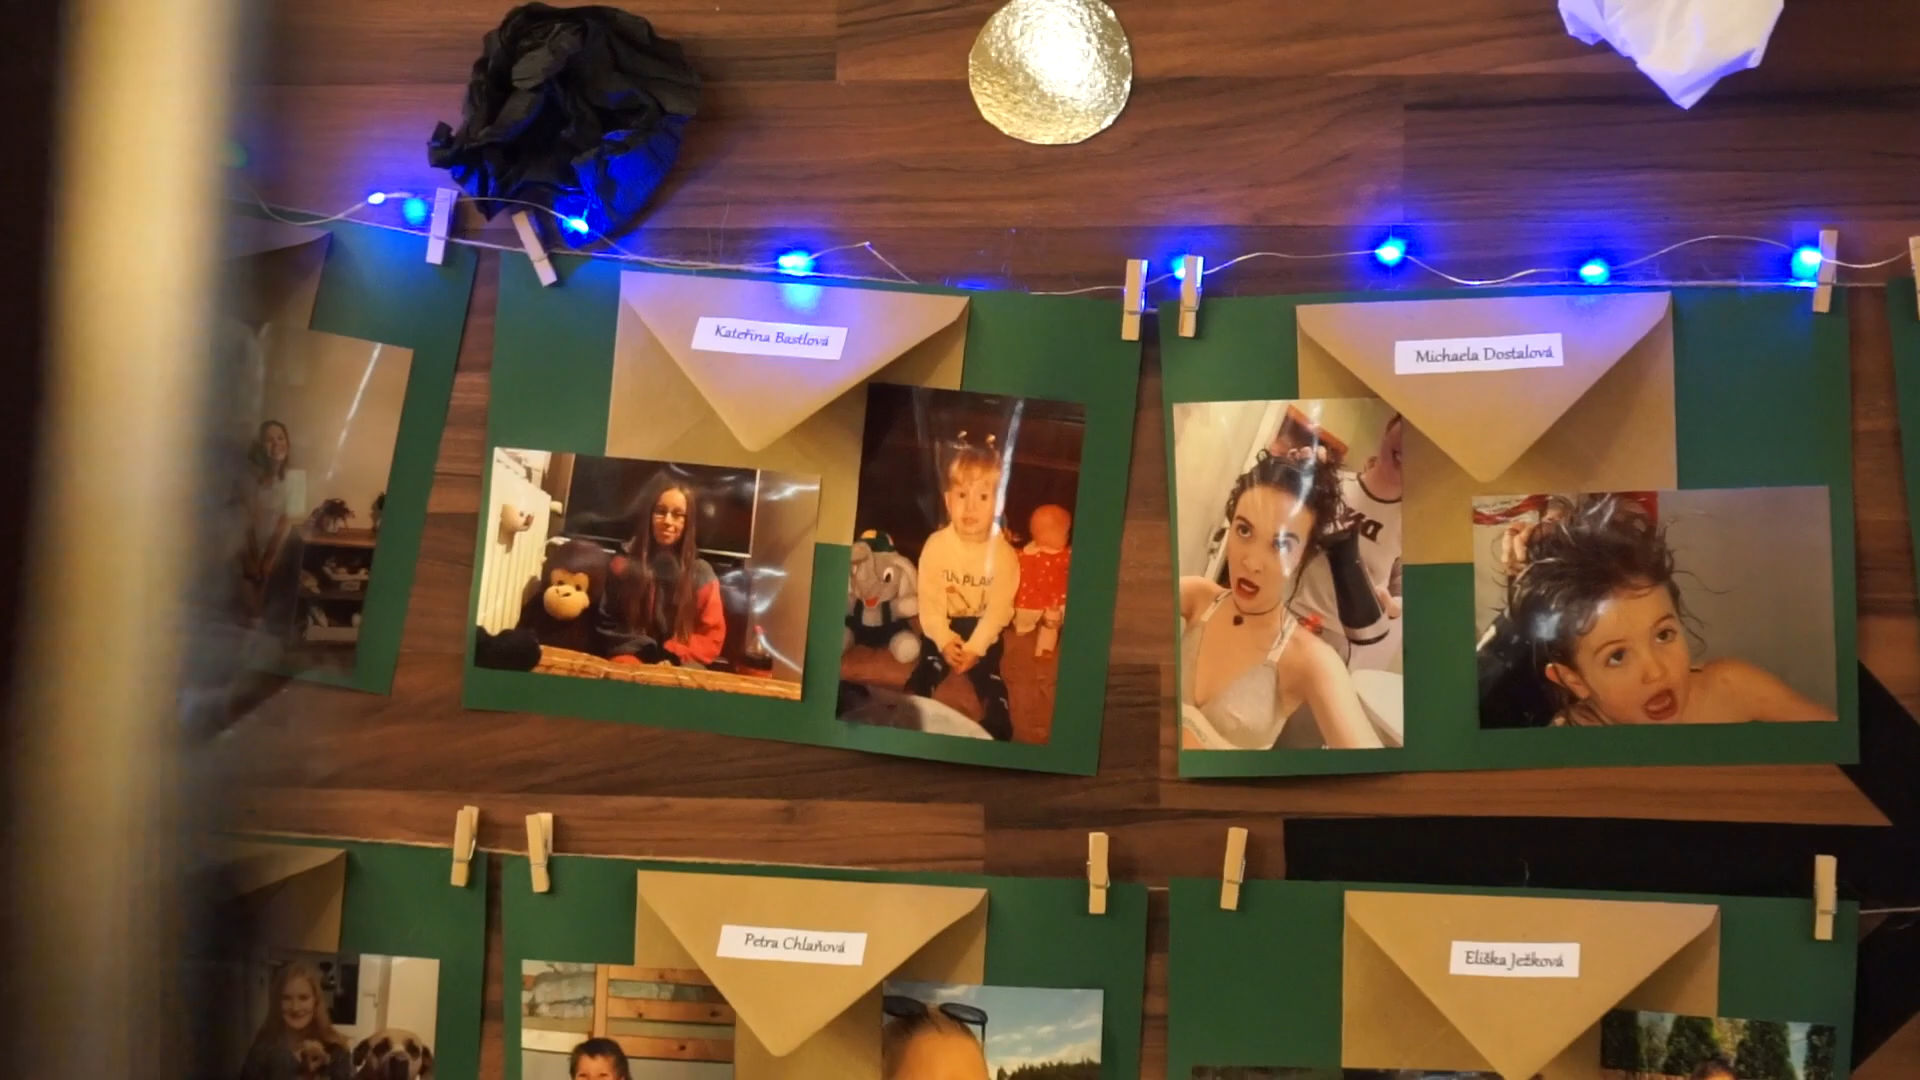 Kateřina Bastlová
Michaela Dostalová
Petra Chlaňová
Eliška Ježková